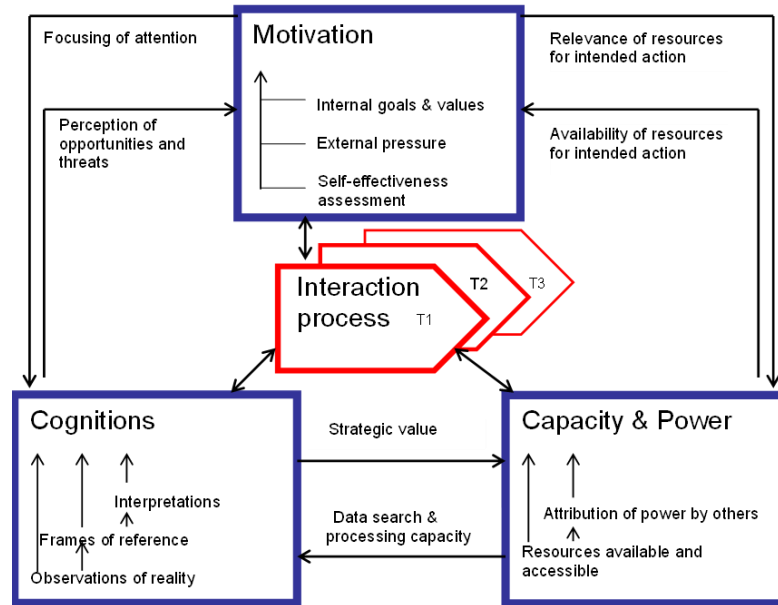 Focusing of attention
Motivation
Relevance of resources
for intended action
Internal goals & values
Perception of
opportunities and
threats
External pressure
Availability of resources
for intended action
Self-effectiveness
assessment
Interaction
process T1
T2
T3
Cognitions
Strategic value
Capacity & Power
Interpretations
Frames of reference
Observations of reality
Data search &
processing capacity
Attribution of power by others
Resources available and
accessible